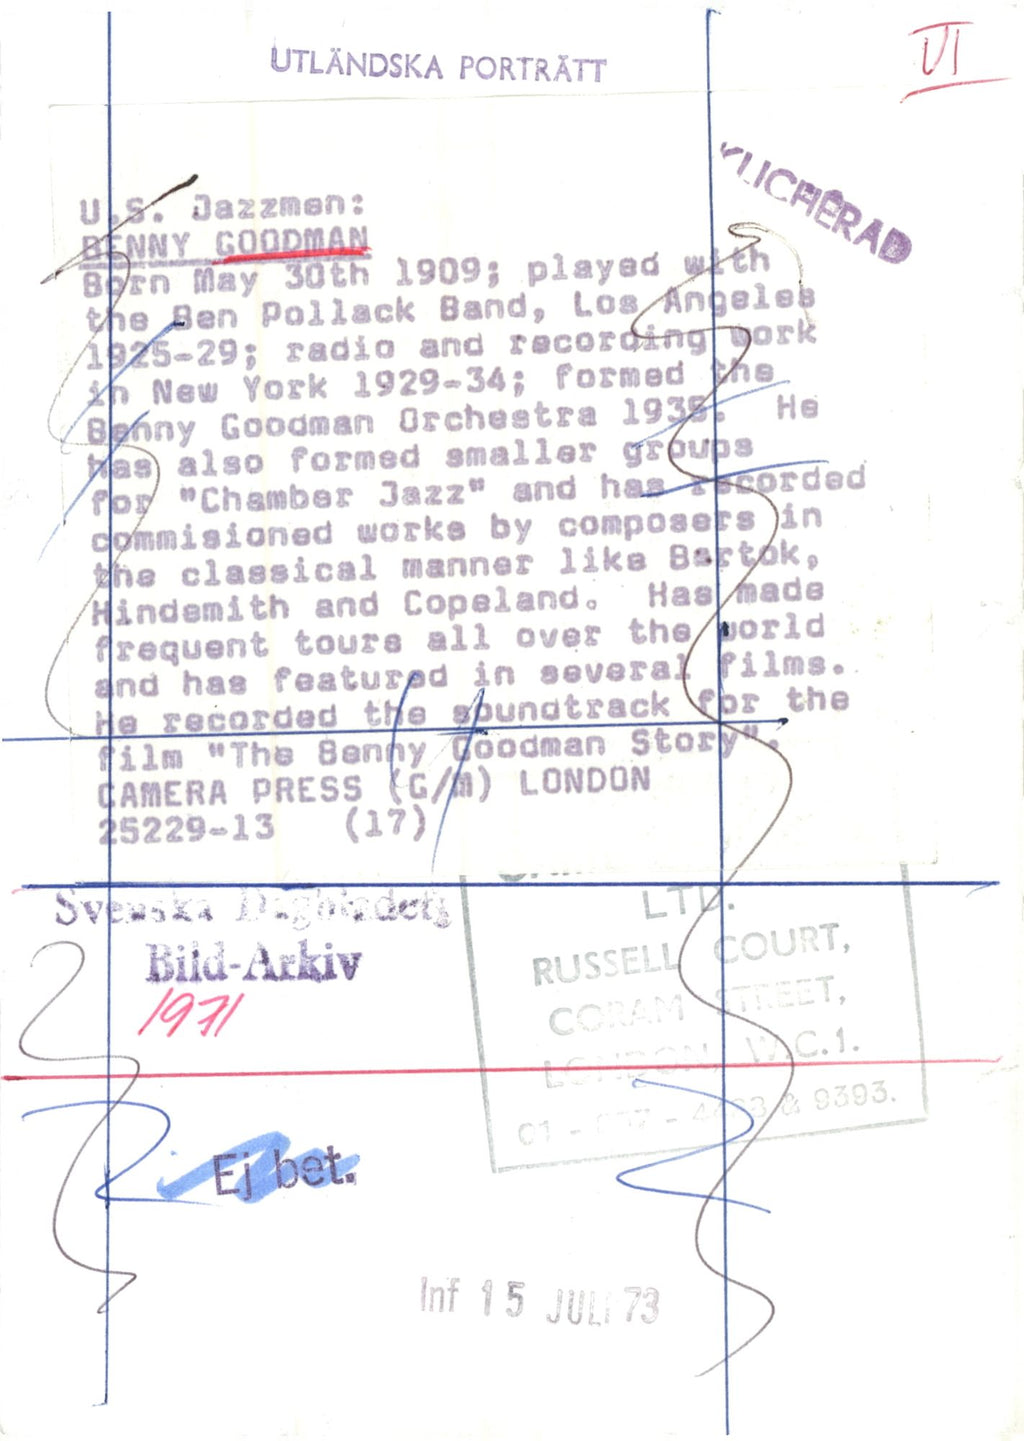 UTLÄNDSKA PORTRÄTT
VI
KLICHÉRAD
U.S. Jazzmen:
BENNY GOODMAN
Born May 30th 1909; played with
the Ben Pollack Band, Los Angeles
1925-29; radio and recording work
in New York 1929-34; formed the
Benny Goodman Orchestra 1935. He
has also formed smaller groups
for "Chamber Jazz" and has recorded
commisioned works by composers in
the classical manner like Bartok,
Hindemith and Copeland. Has made
frequent tours all over the world
and has featured in several films.
He recorded the soundtrack for the
film "The Benny Goodman Story".
CAMERA PRESS (G/m) LONDON
25229-13 (17)
Svenska Dagbladets
Bild-Arkiv
1971
LTD.
RUSSELL COURT,
CORAM STREET,
LONDON W.C.1.
01 - - & 9393.
Ej bet.
Inf 15 JULI 73